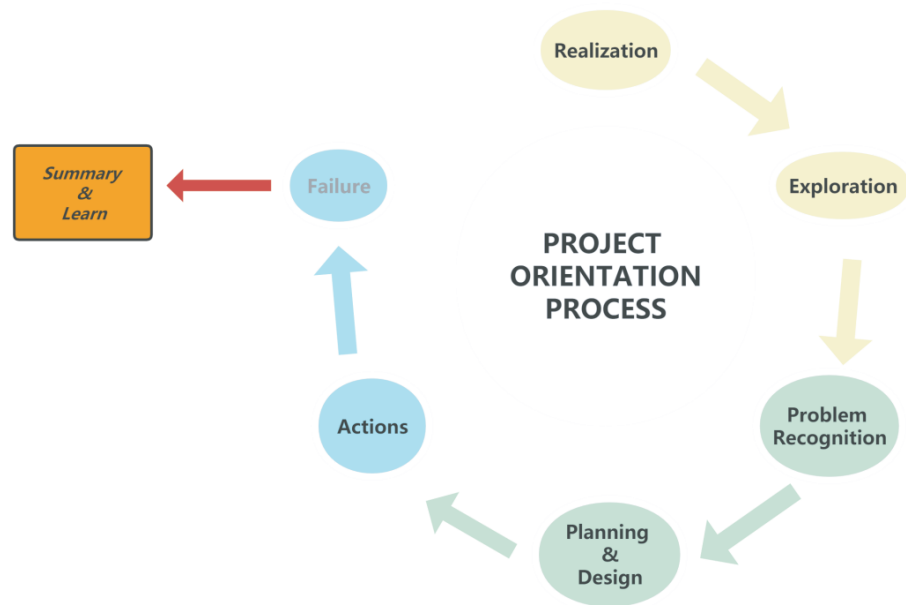 Realization
Exploration
Problem
Recognition
Planning
&
Design
Actions
Failure
Summary
&
Learn
PROJECT
ORIENTATION
PROCESS